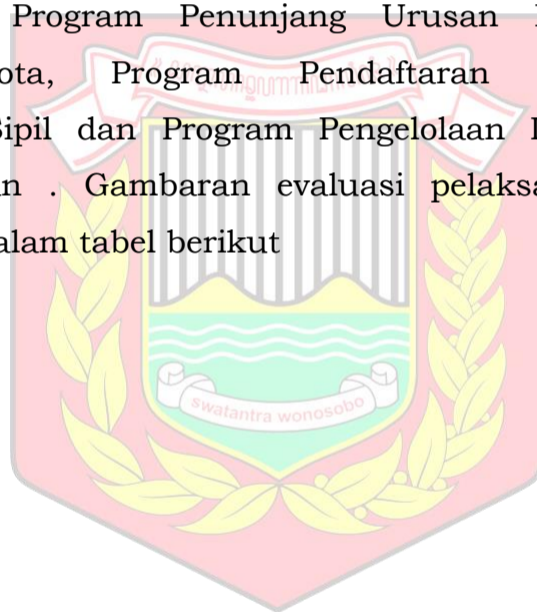 Program Penunjang Urusan
ota, Program Pendaftaran
Sipil dan Program Pengelolaan
n . Gambaran evaluasi pelaksa
alam tabel berikut
swatantra wonosobo